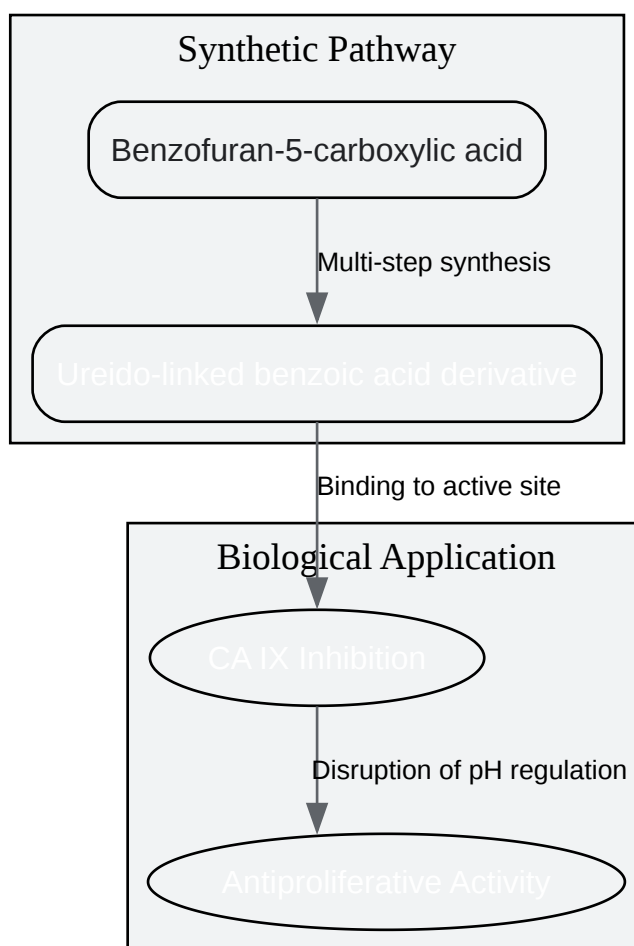 Synthetic Pathway
Benzofuran-5-carboxylic acid
Multi-step synthesis
Ureido-linked benzoic acid derivative
Binding to active site
Biological Application
CA IX Inhibition
Disruption of pH regulation
Antiproliferative Activity